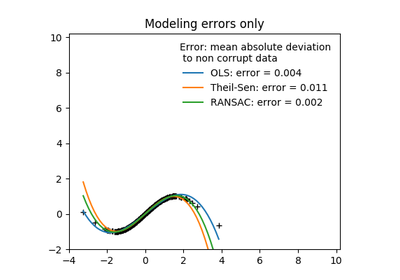 Modeling errors only
Error: mean absolute deviation
to non corrupt data
OLS: error = 0.004
Theil-Sen: error = 0.011
RANSAC: error = 0.002
10
8
6
4
2
0
−2
−4 −2 0 2 4 6 8 10